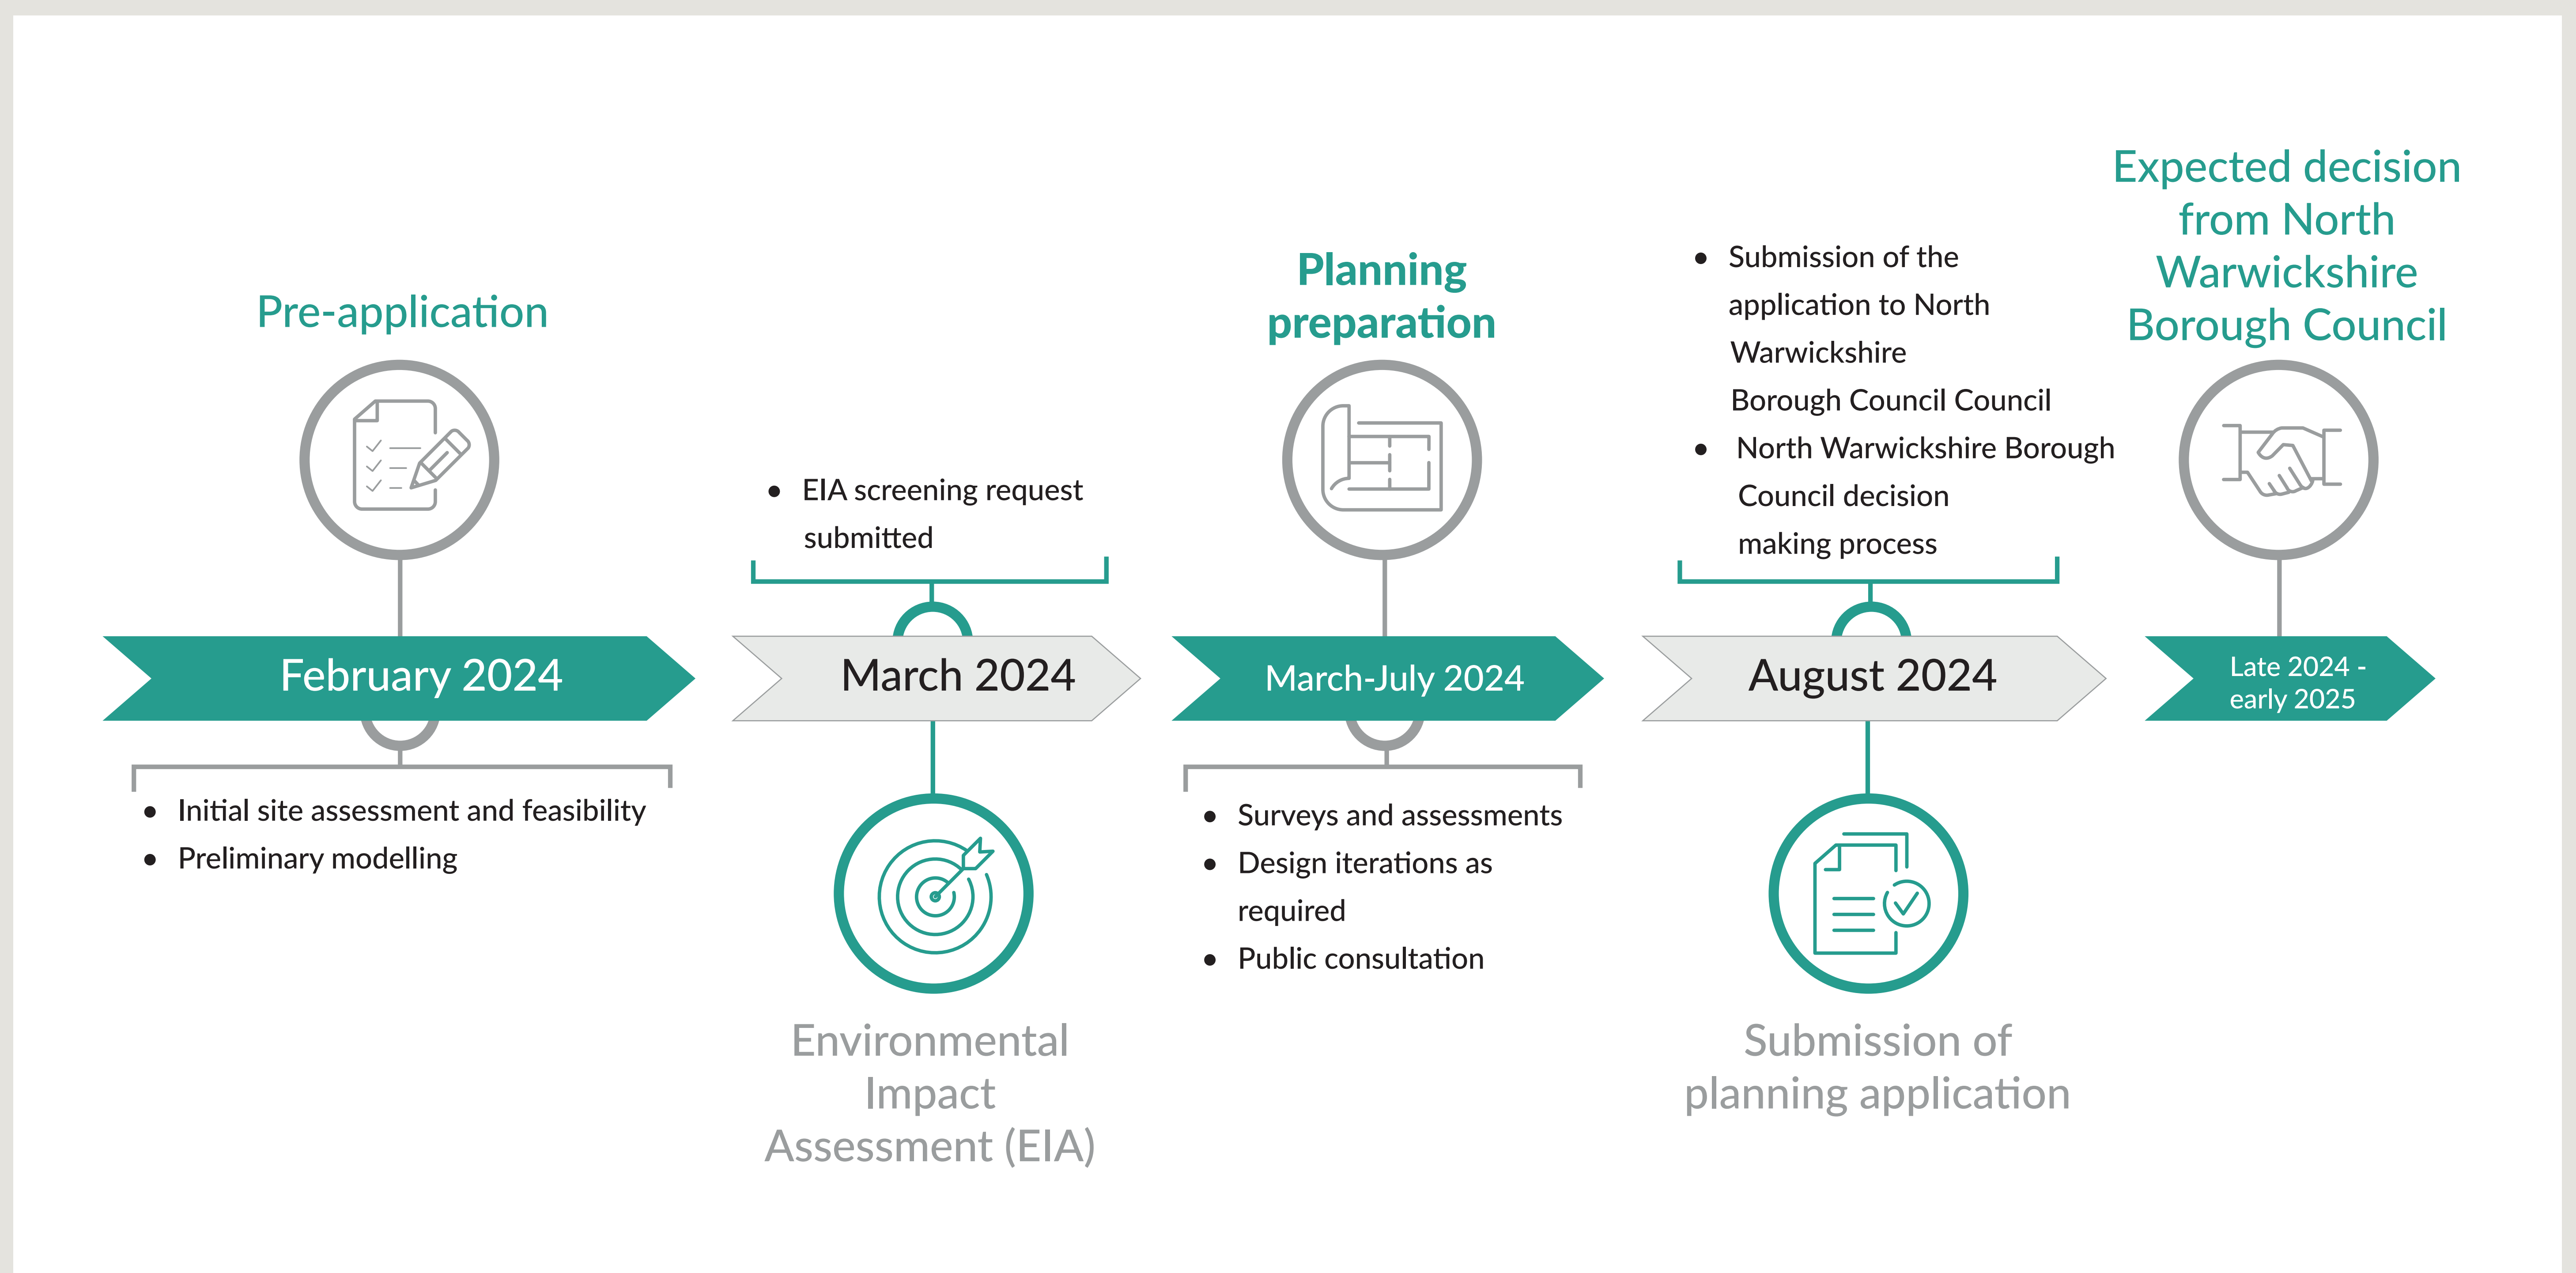 Pre-application
February 2024
• Initial site assessment and feasibility
• Preliminary modelling
• EIA screening request
submitted
March 2024
Environmental
Impact
Assessment (EIA)
Planning
preparation
March-July 2024
• Surveys and assessments
• Design iterations as
required
• Public consultation
• Submission of the
application to North
Warwickshire
Borough Council Council
• North Warwickshire Borough
Council decision
making process
August 2024
Submission of
planning application
Expected decision
from North
Warwickshire
Borough Council
Late 2024 -
early 2025